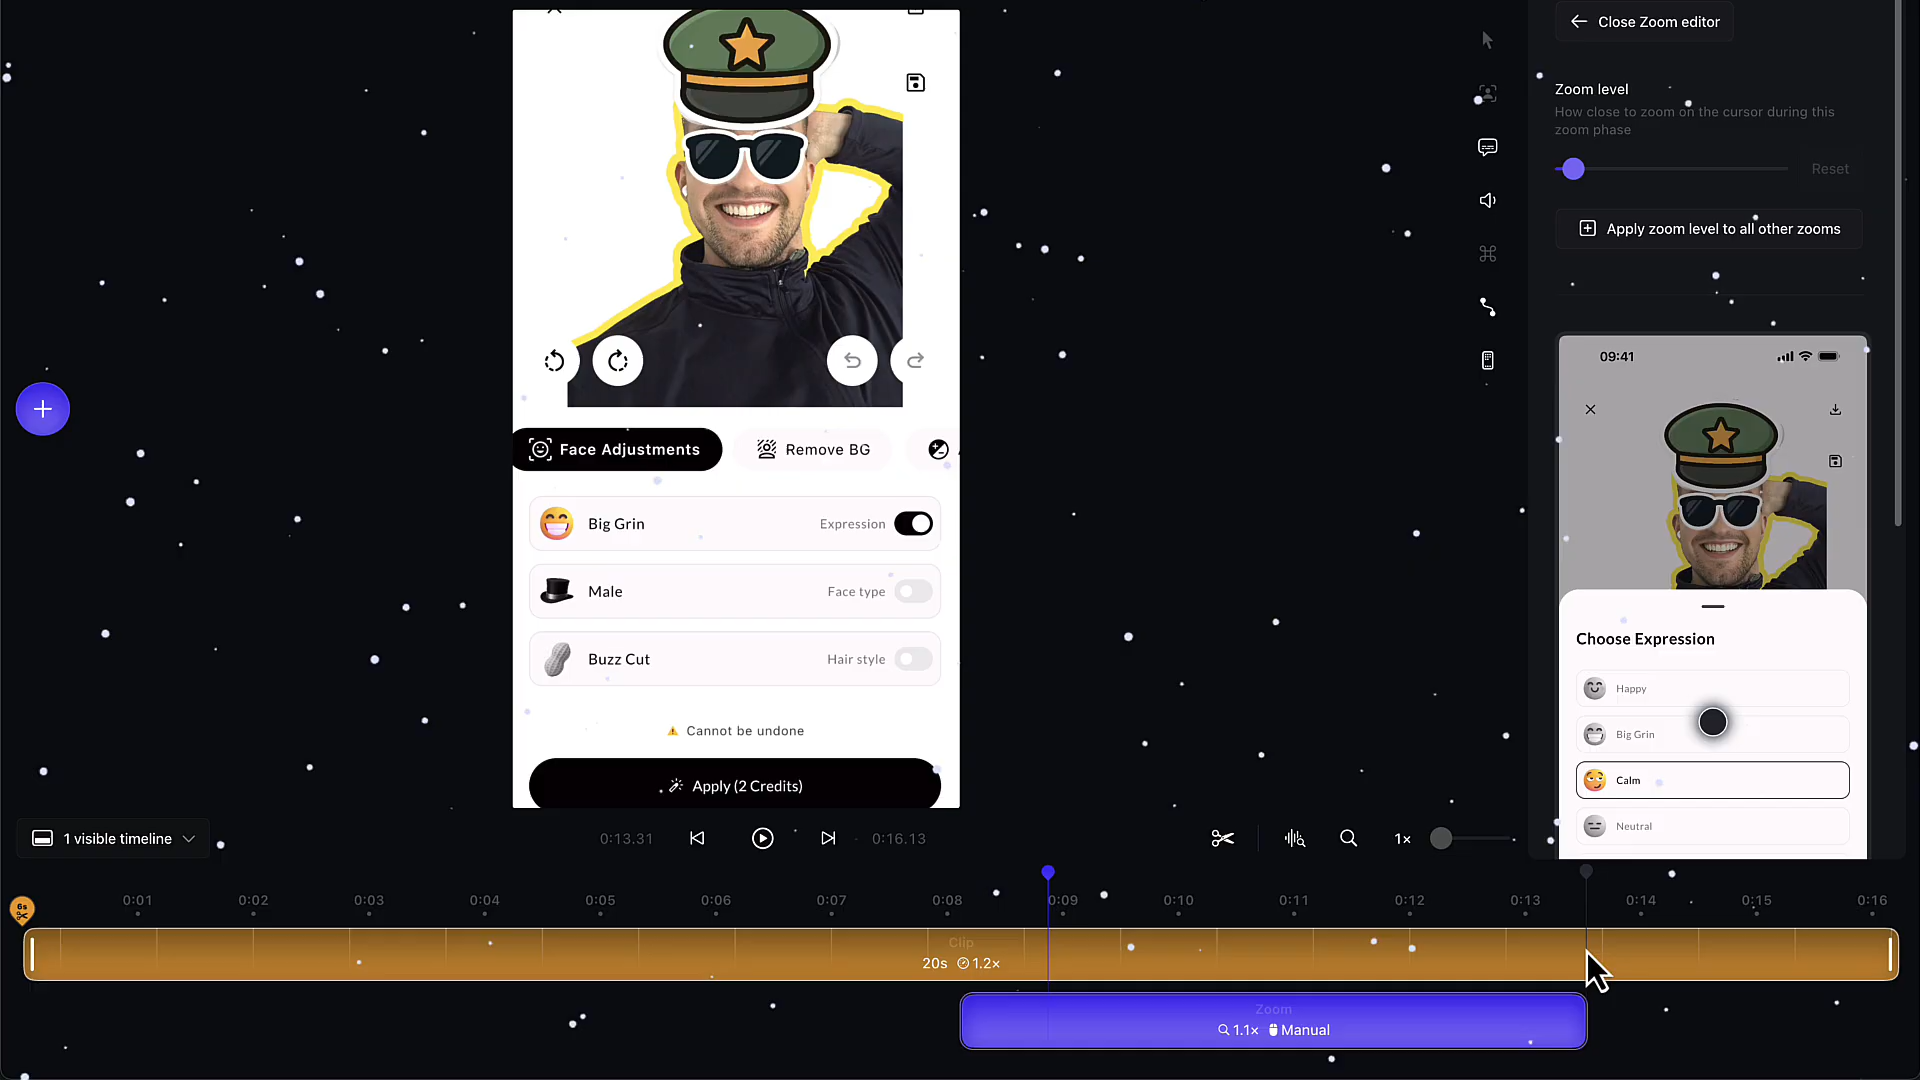 Close Zoom editor
Zoom level
How close to zoom on the cursor during this
zoom phase
Reset
Apply zoom level to all other zooms
Face Adjustments
Remove BG
Big Grin
Expression
Male
Face type
Buzz Cut
Hair style
Cannot be undone
Apply (2 Credits)
09:41
Choose Expression
Happy
Big Grin
Calm
Neutral
1 visible timeline
0:13.31
0:16.13
1×
6s
0:01
0:02
0:03
0:04
0:05
0:06
0:07
0:08
0:09
0:10
0:11
0:12
0:13
0:14
0:15
0:16
Clip
20s
1.2×
Zoom
1.1×
Manual